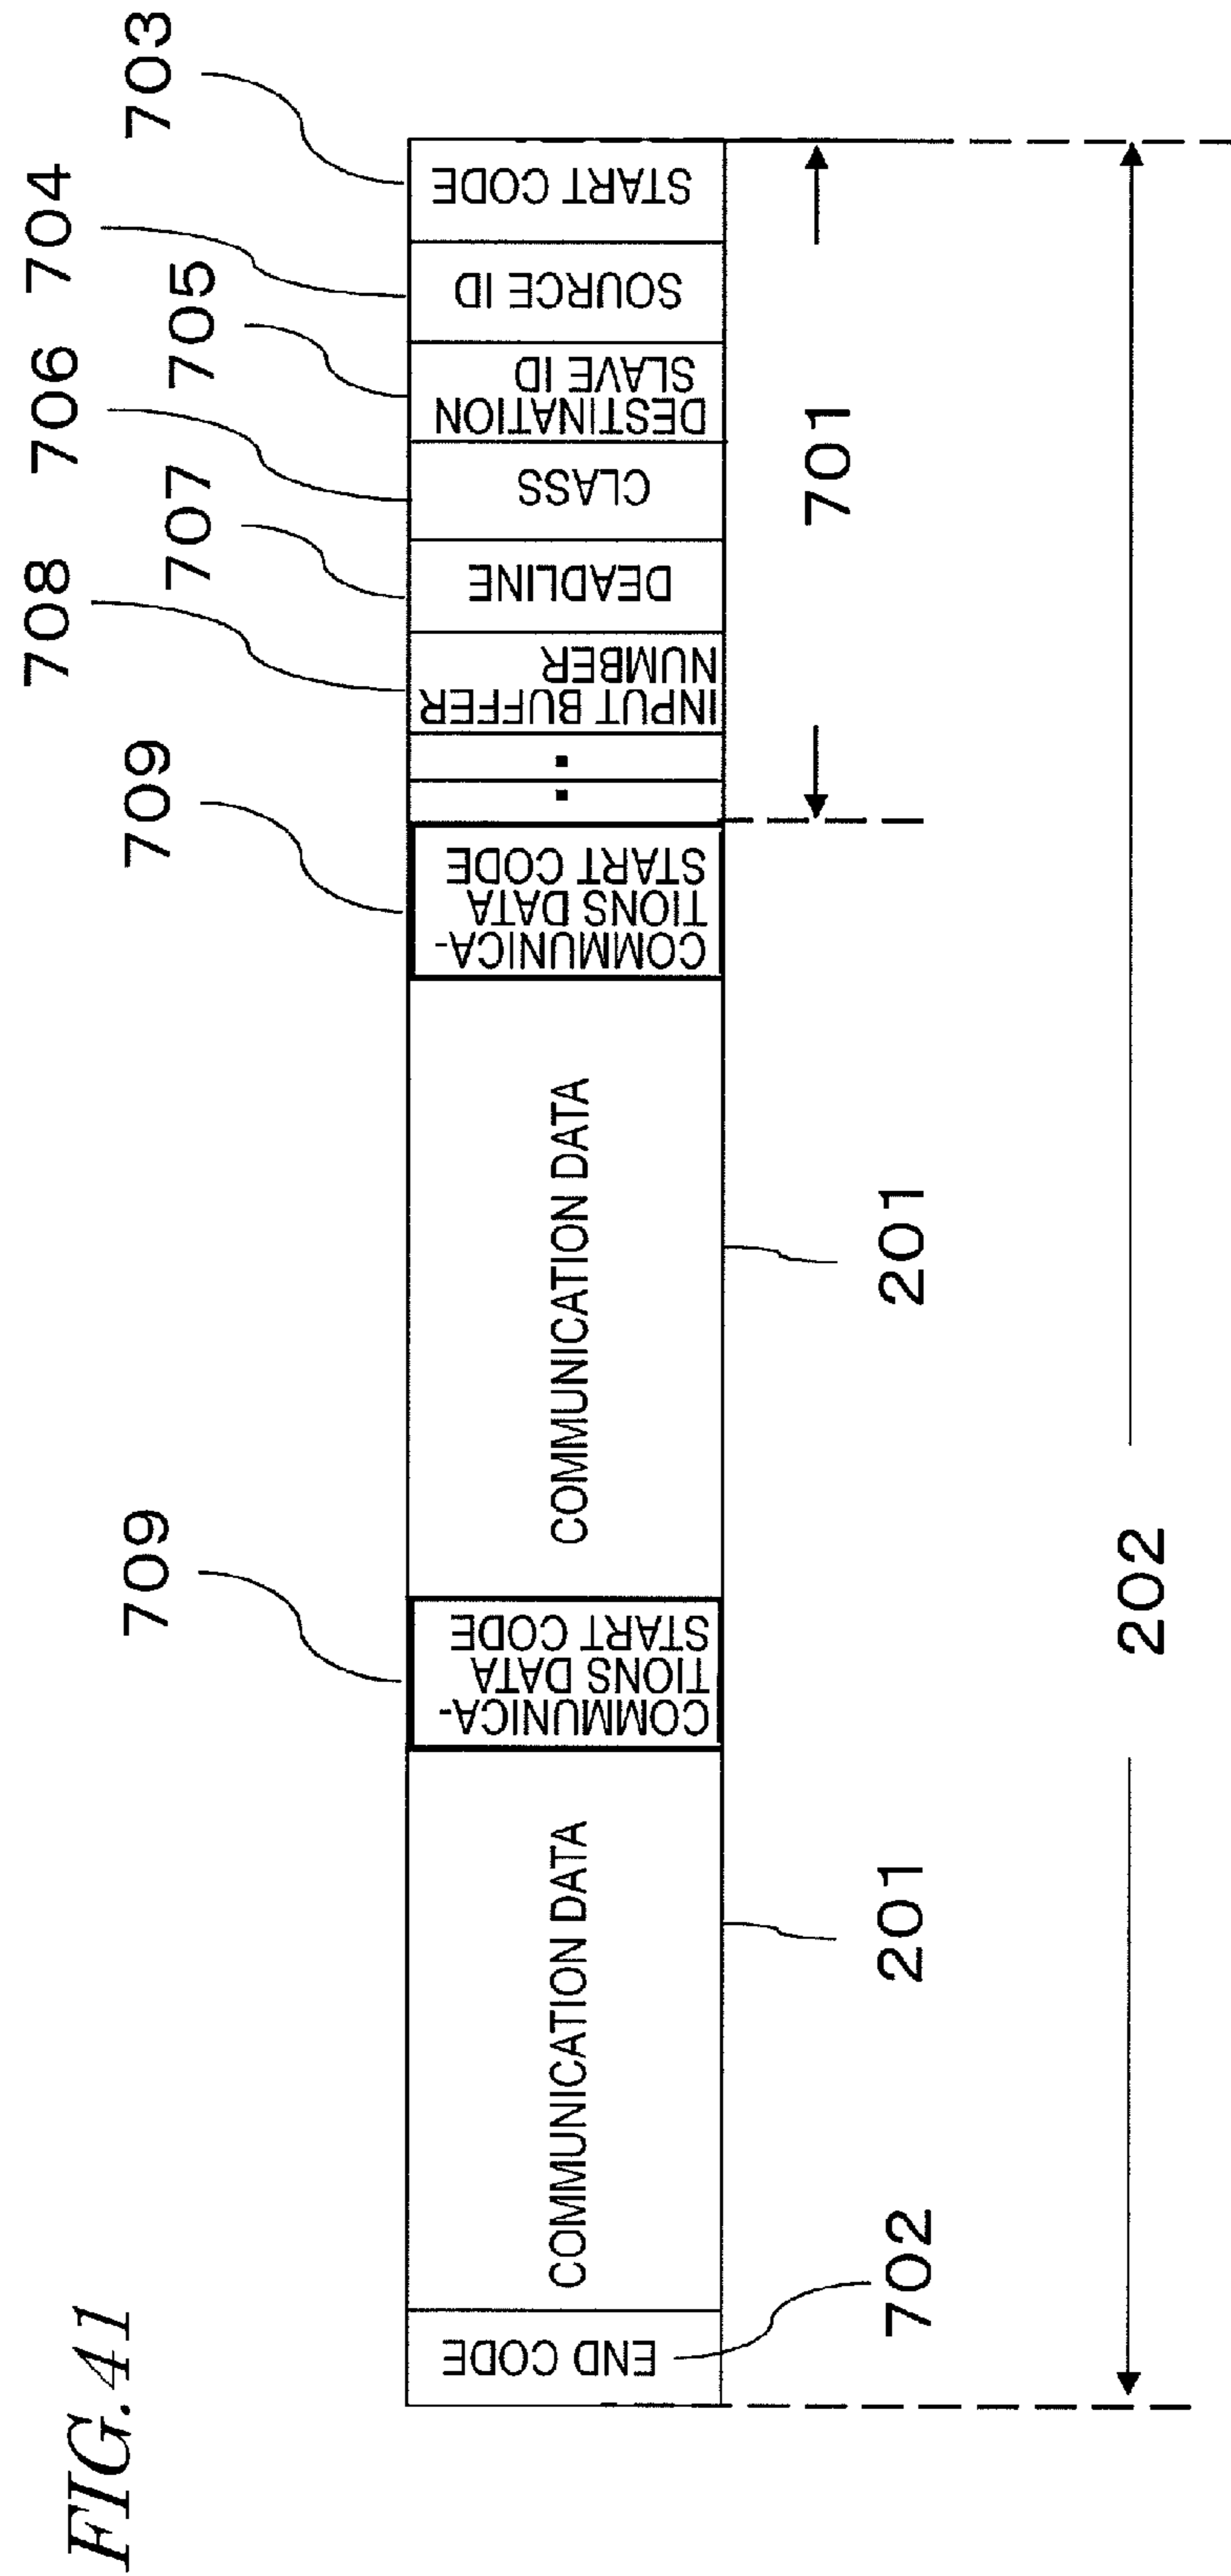 FIG.41
709
709
708
707
706
705
704
703
END CODE
COMMUNICATION DATA
COMMUNICA-
TIONS DATA
START CODE
COMMUNICATION DATA
COMMUNICA-
TIONS DATA
START CODE
. .
INPUT BUFFER
NUMBER
DEADLINE
CLASS
DESTINATION
SLAVE ID
SOURCE ID
START CODE
702
201
201
701
202